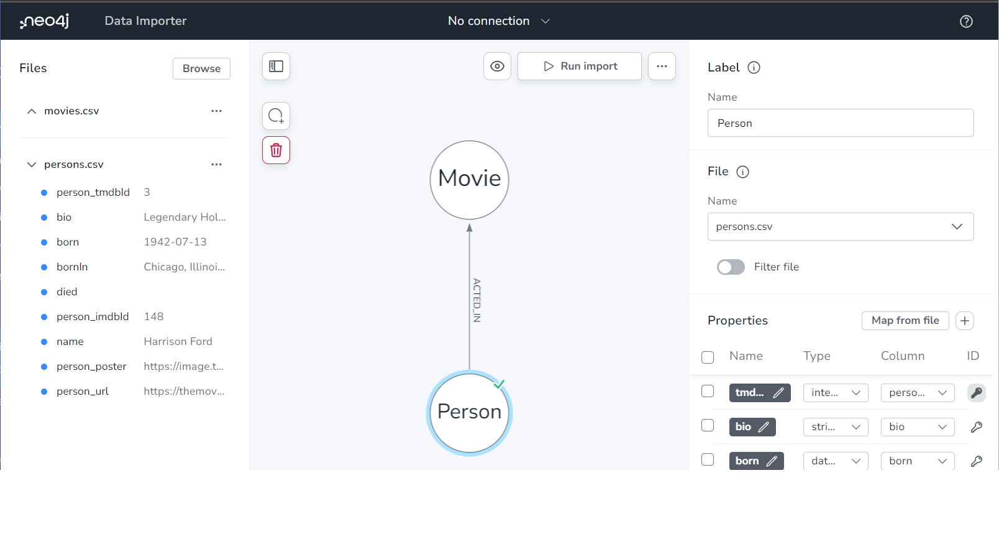 neo4j
Data Importer
No connection
Files
Browse
movies.csv
persons.csv
person_tmdbId 3
bio Legendary Hol...
born 1942-07-13
bornIn Chicago, Illinoi...
died
person_imdbId 148
name Harrison Ford
person_poster https://image.t...
person_url https://themov...
Run import
Movie
ACTED_IN
Person
Label
Name
Person
File
Name
persons.csv
Filter file
Properties
Map from file
Name Type Column ID
tmd... inte... perso...
bio stri... bio
born dat... born